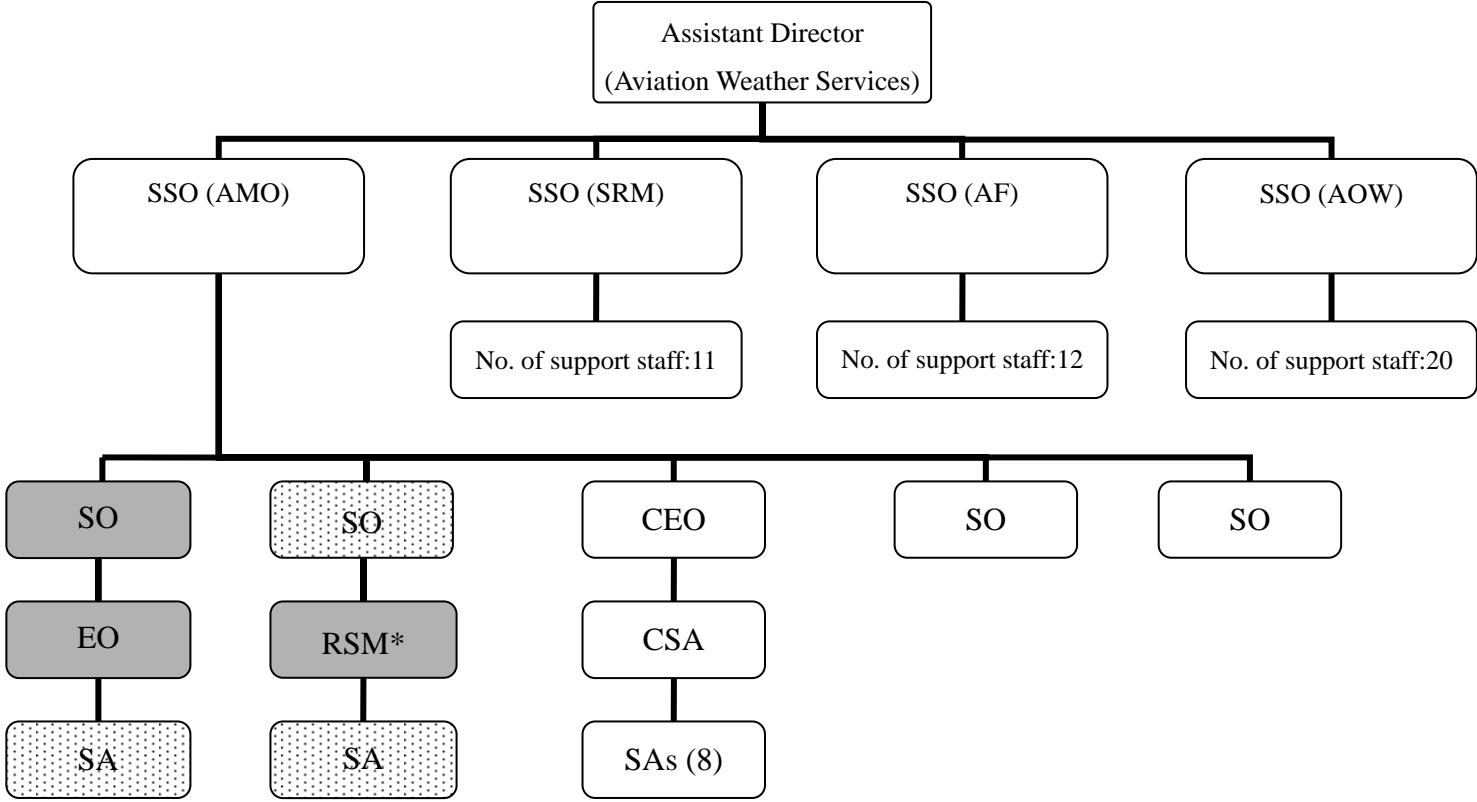 Assistant Director
(Aviation Weather Services)
SSO (AMO)
SSO (SRM)
SSO (AF)
SSO (AOW)
No. of support staff:11
No. of support staff:12
No. of support staff:20
SO
SO
CEO
SO
SO
EO
RSM*
CSA
SA
SA
SAs (8)